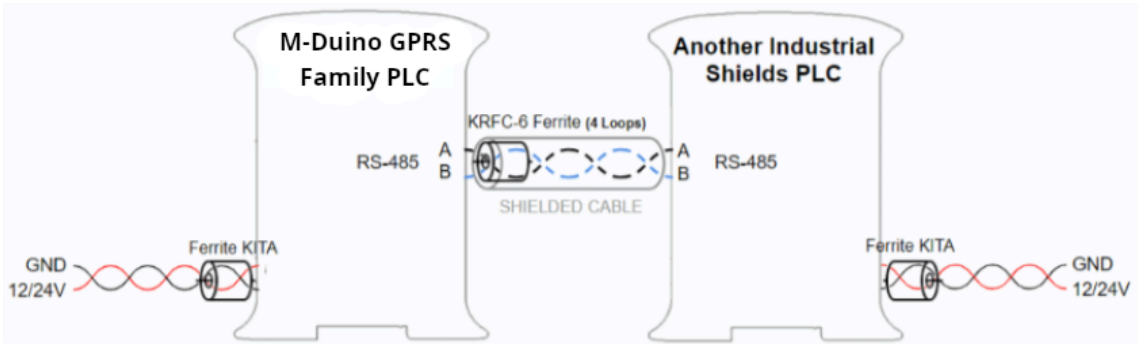 M-Duino GPRS
Family PLC
Another Industrial
Shields PLC
KRFC-6 Ferrite (4 Loops)
RS-485
A
B
A
B
RS-485
SHIELDED CABLE
Ferrite KITA
GND
12/24V
Ferrite KITA
GND
12/24V